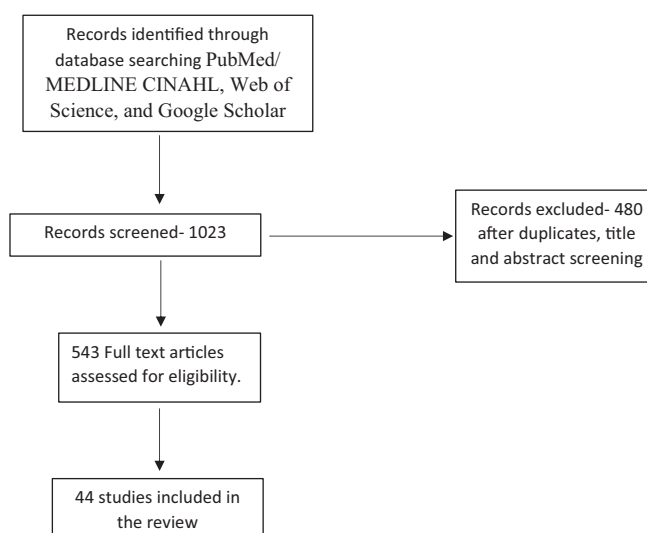 Records identified through
database searching PubMed/
MEDLINE CINAHL, Web of
Science, and Google Scholar
Records screened- 1023
Records excluded- 480
after duplicates, title
and abstract screening
543 Full text articles
assessed for eligibility.
44 studies included in
the review